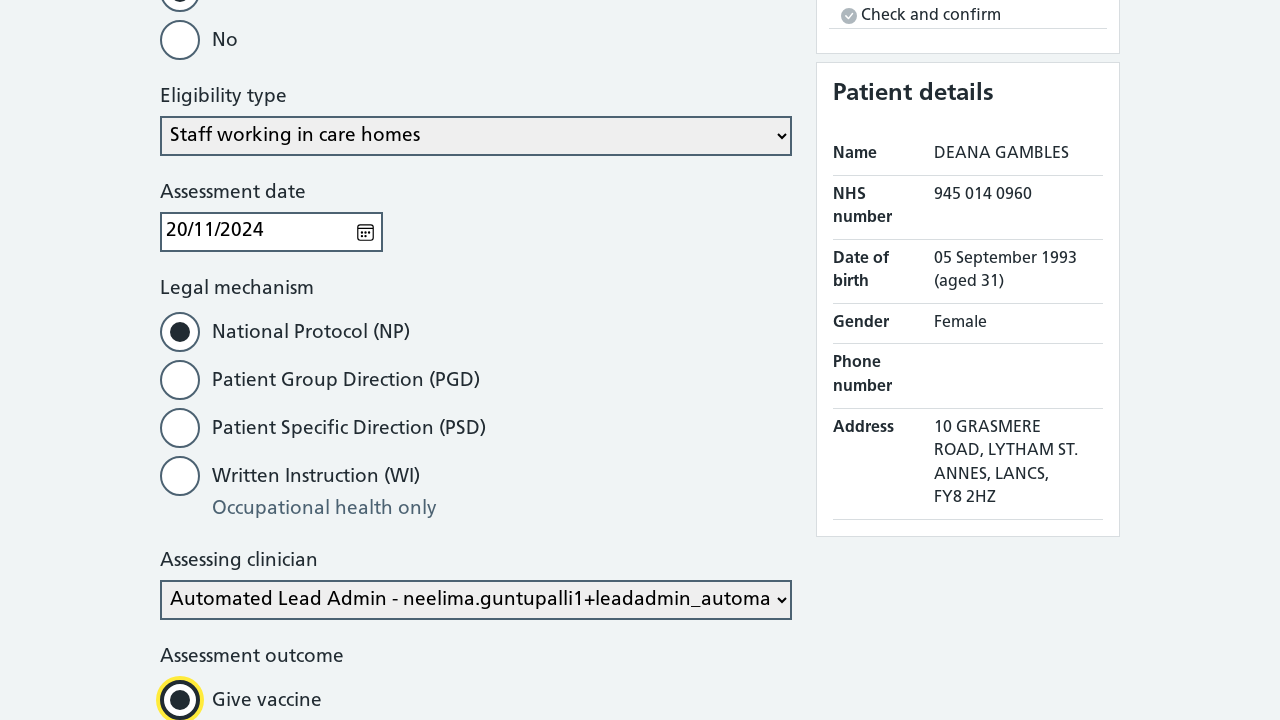 No
Eligibility type
Staff working in care homes
Assessment date
20/11/2024
Legal mechanism
National Protocol (NP)
Patient Group Direction (PGD)
Patient Specific Direction (PSD)
Written Instruction (WI)
Occupational health only
Assessing clinician
Automated Lead Admin - neelima.guntupalli1+leadadmin_automa
Assessment outcome
Give vaccine
Check and confirm
Patient details
Name DEANA GAMBLES
NHS number 945 014 0960
Date of birth 05 September 1993 (aged 31)
Gender Female
Phone number
Address 10 GRASMERE
ROAD, LYTHAM ST.
ANNES, LANCS,
FY8 2HZ